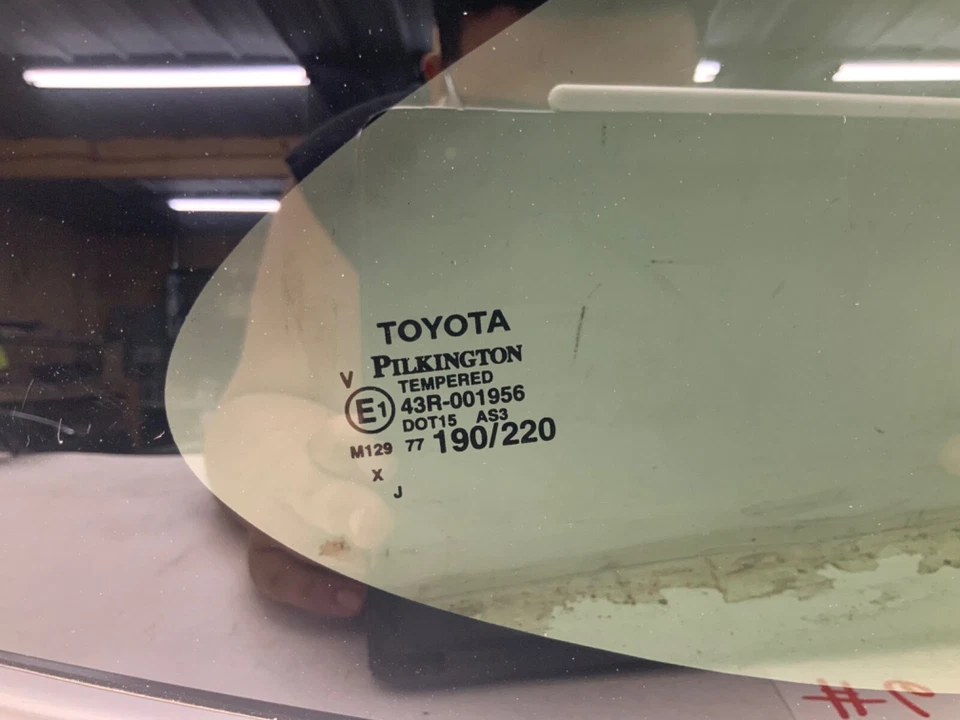 TOYOTA
PILKINGTON
TEMPERED
V
E1 43R-001956
DOT15 AS3
M129 77 190/220
X
J